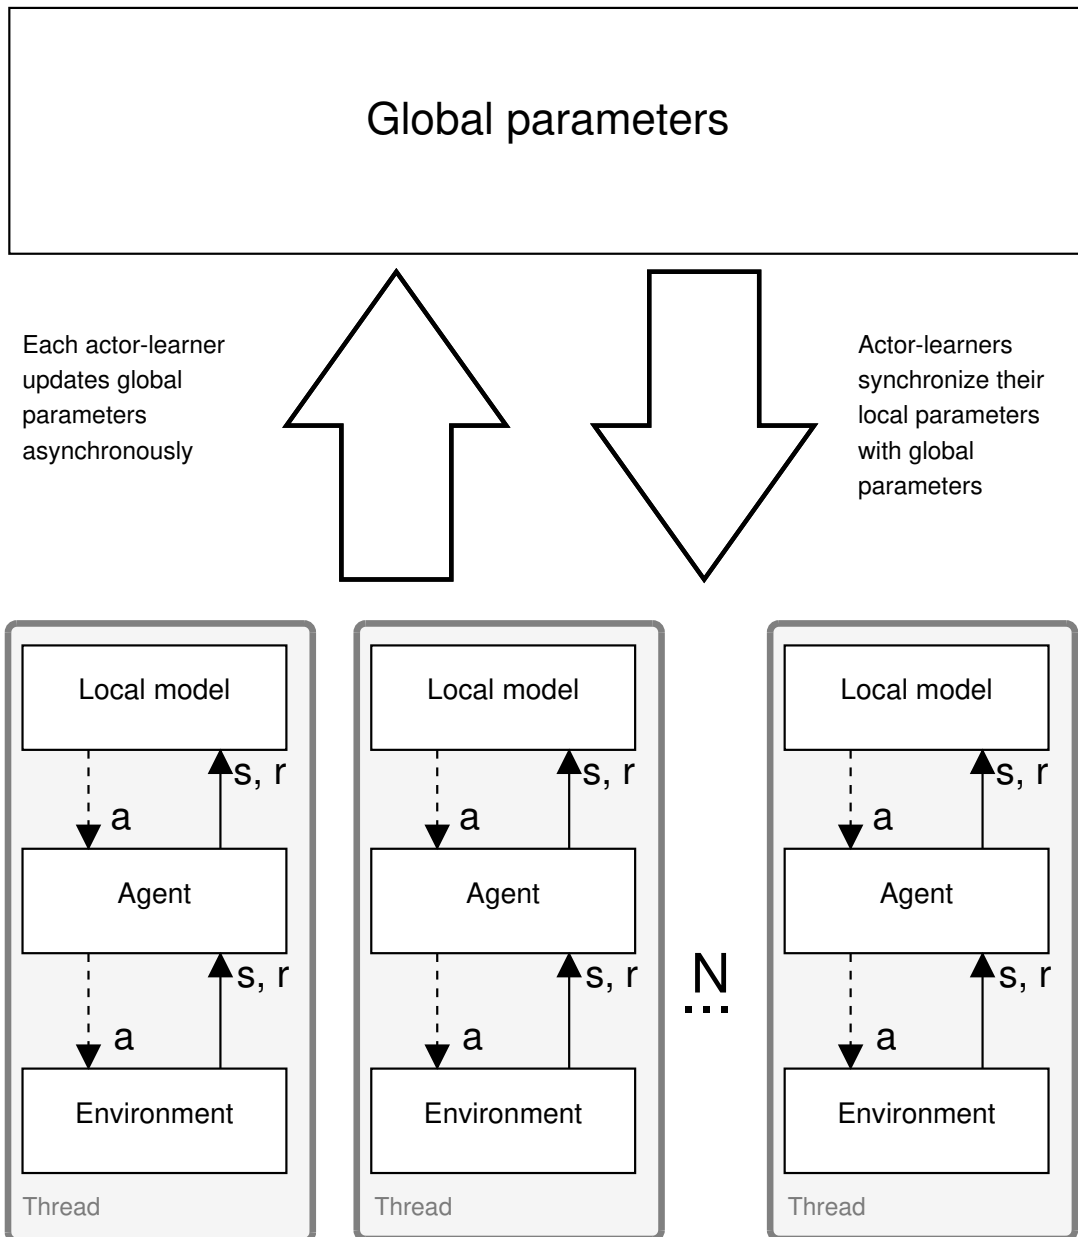 Global parameters
Each actor-learner
updates global
parameters
asynchronously
Actor-learners
synchronize their
local parameters
with global
parameters
Local model
s, r
a
Agent
s, r
a
Environment
Thread
Local model
s, r
a
Agent
s, r
a
Environment
Thread
N
...
Local model
s, r
a
Agent
s, r
a
Environment
Thread